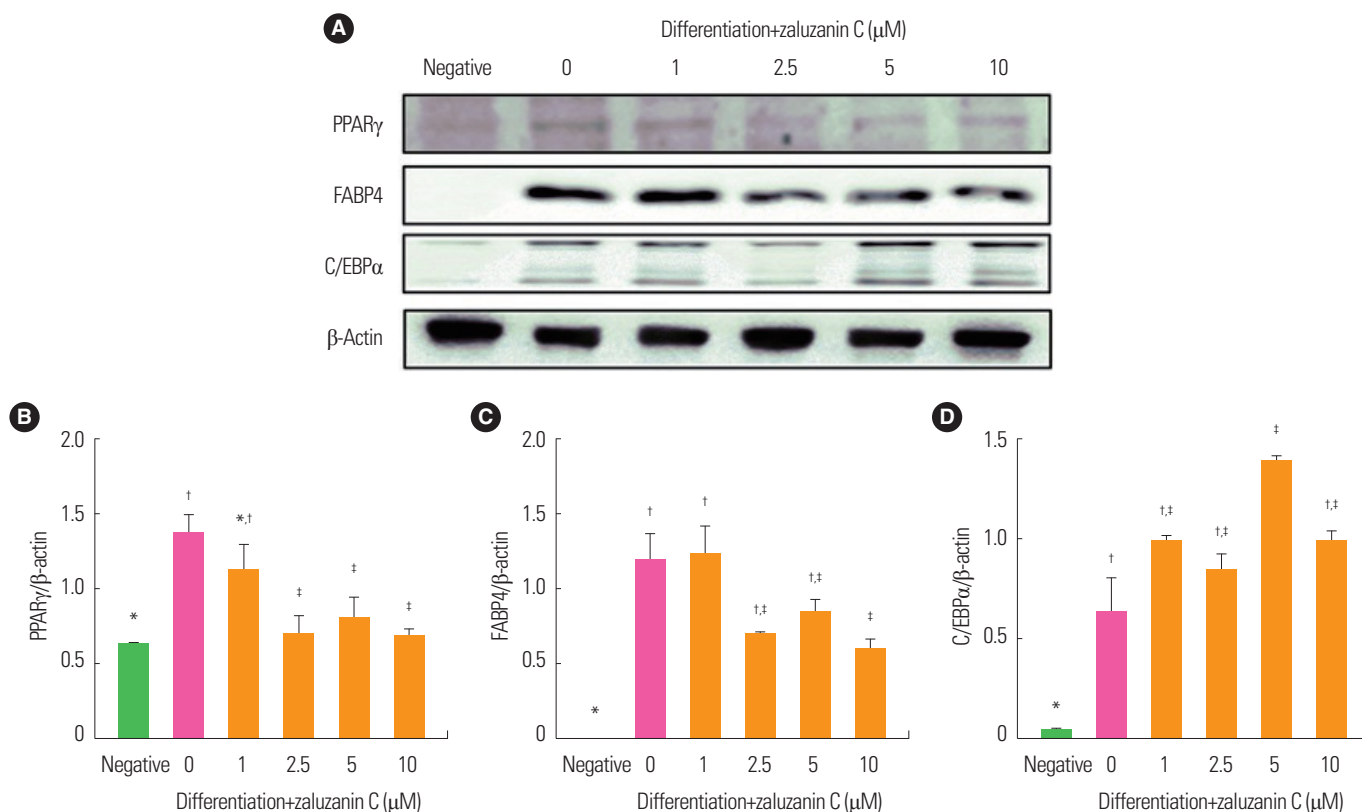 A
Differentiation+zaluzanin C (μM)
Negative 0 1 2.5 5 10
PPARγ
FABP4
C/EBPα
β-Actin
B
PPARγ/β-actin
2.0
1.5
1.0
0.5
0
*
†
*,†
‡
‡
‡
Negative 0 1 2.5 5 10
Differentiation+zaluzanin C (μM)
C
FABP4/β-actin
2.0
1.5
1.0
0.5
0
*
†
†
†,‡
†,‡
‡
Negative 0 1 2.5 5 10
Differentiation+zaluzanin C (μM)
D
C/EBPα/β-actin
1.5
1.0
0.5
0
*
†
†,‡
†,‡
‡
†,‡
Negative 0 1 2.5 5 10
Differentiation+zaluzanin C (μM)